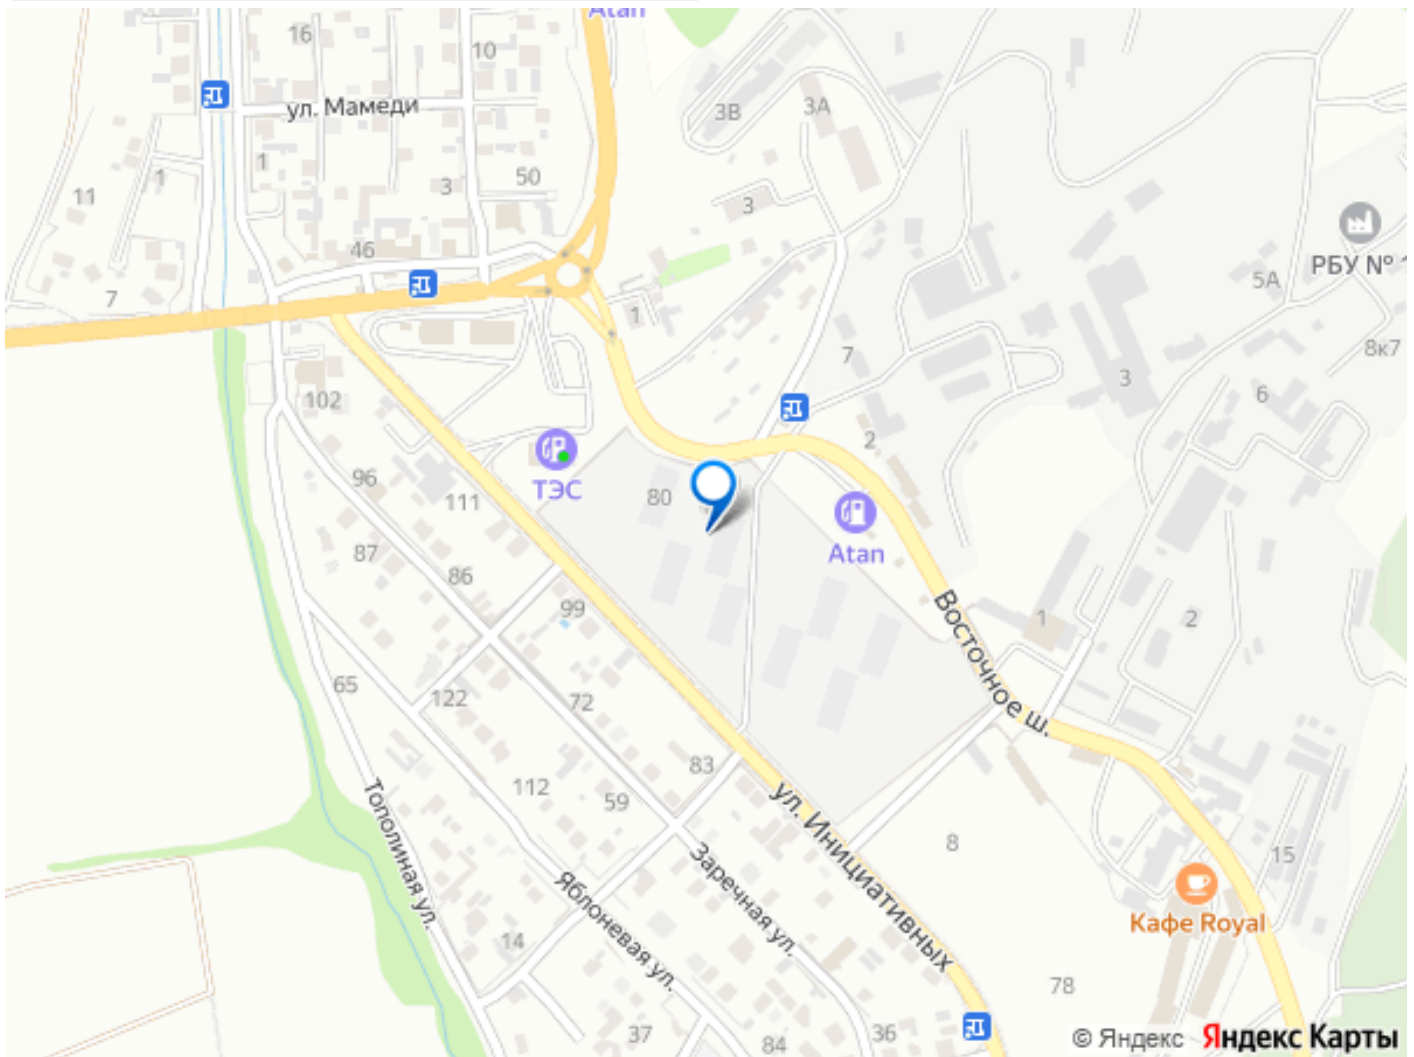 Atan
16
10
ул. Мамеди
3В
3А
1
1
11
3
50
3
46
РБУ № 1
5А
7
1
8к7
7
3
6
102
2
ТЭС
96
80
111
Atan
87
86
99
1
2
Восточное ш.
65
122
72
83
112
59
Тополиная ул.
ул. Инициативных
8
15
Заречная ул.
Яблоневая ул.
Кафе Royal
14
78
37
84
36
© Яндекс Яндекс Карты